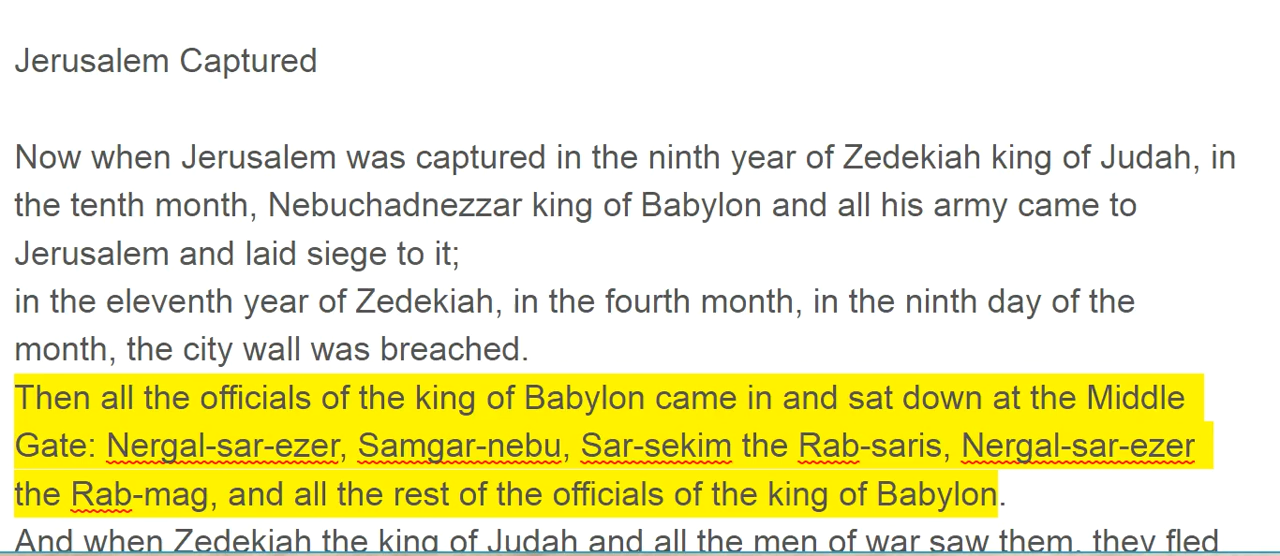 Jerusalem Captured
Now when Jerusalem was captured in the ninth year of Zedekiah king of Judah, in
the tenth month, Nebuchadnezzar king of Babylon and all his army came to
Jerusalem and laid siege to it;
in the eleventh year of Zedekiah, in the fourth month, in the ninth day of the
month, the city wall was breached.
Then all the officials of the king of Babylon came in and sat down at the Middle
Gate: Nergal-sar-ezer, Samgar-nebu, Sar-sekim the Rab-saris, Nergal-sar-ezer
the Rab-mag, and all the rest of the officials of the king of Babylon.
And when Zedekiah the king of Judah and all the men of war saw them, they fled